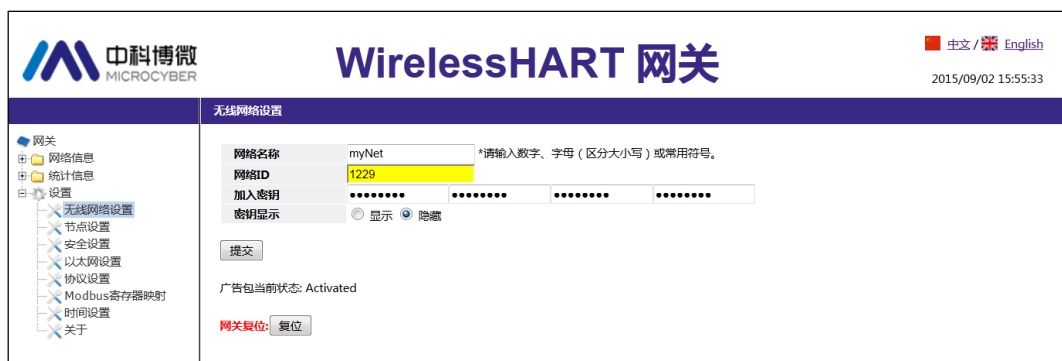 中科博微
MICROCYBER
WirelessHART 网关
中文 / English
2015/09/02 15:55:33
无线网络设置
网关
网络信息
统计信息
设置
无线网络设置
节点设置
安全设置
以太网设置
协议设置
Modbus寄存器映射
时间设置
关于
网络名称 myNet *请输入数字、字母（区分大小写）或常用符号。
网络ID 1229
加入密钥 •••••••• •••••••• •••••••• ••••••••
密钥显示 显示 隐藏
提交
广告包当前状态: Activated
网关复位: 复位